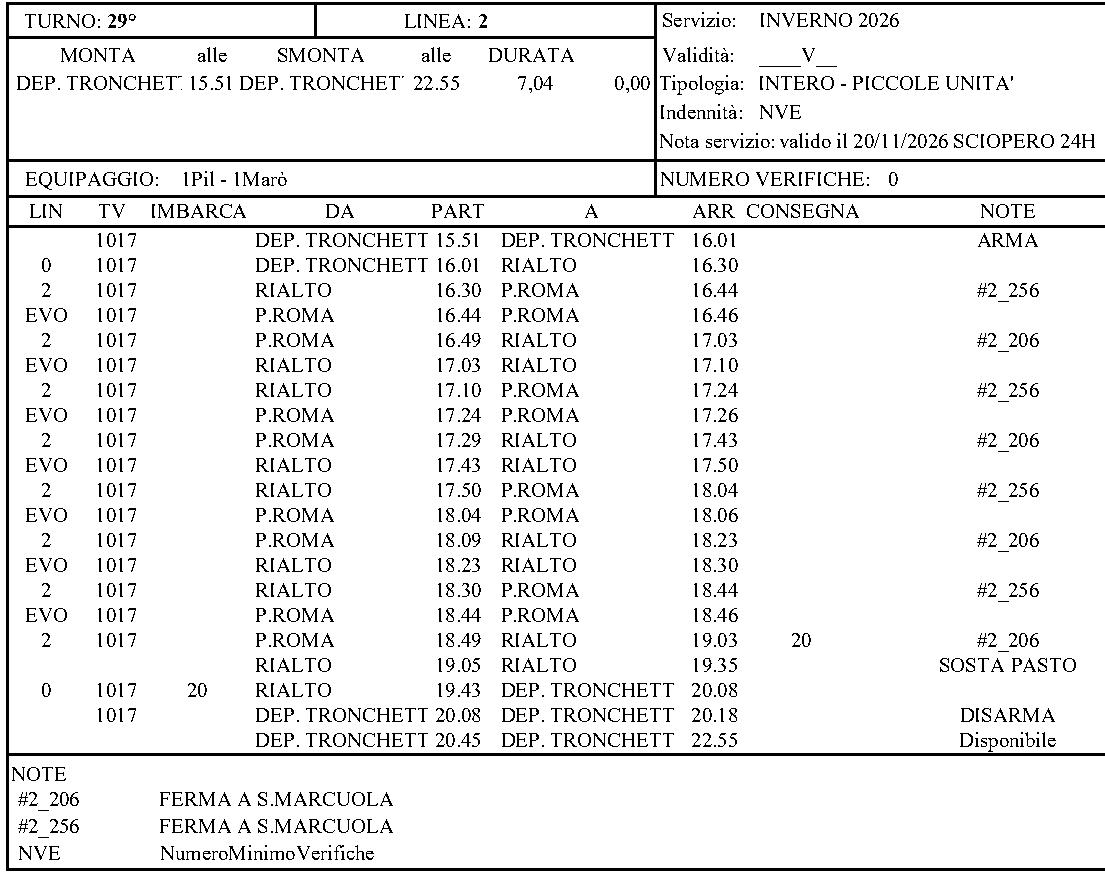 TURNO: 29° LINEA: 2 Servizio: INVERNO 2026
MONTA alle SMONTA alle DURATA Validità: ____V__
DEP. TRONCHETT 15.51 DEP. TRONCHET 22.55 7,04 0,00 Tipologia: INTERO - PICCOLE UNITA'
Indennità: NVE
Nota servizio: valido il 20/11/2026 SCIOPERO 24H
EQUIPAGGIO: 1Pil - 1Marò NUMERO VERIFICHE: 0
LIN TV IMBARCA DA PART A ARR CONSEGNA NOTE
1017 DEP. TRONCHETT 15.51 DEP. TRONCHETT 16.01 ARMA
0 1017 DEP. TRONCHETT 16.01 RIALTO 16.30
2 1017 RIALTO 16.30 P.ROMA 16.44 #2_256
EVO 1017 P.ROMA 16.44 P.ROMA 16.46
2 1017 P.ROMA 16.49 RIALTO 17.03 #2_206
EVO 1017 RIALTO 17.03 RIALTO 17.10
2 1017 RIALTO 17.10 P.ROMA 17.24 #2_256
EVO 1017 P.ROMA 17.24 P.ROMA 17.26
2 1017 P.ROMA 17.29 RIALTO 17.43 #2_206
EVO 1017 RIALTO 17.43 RIALTO 17.50
2 1017 RIALTO 17.50 P.ROMA 18.04 #2_256
EVO 1017 P.ROMA 18.04 P.ROMA 18.06
2 1017 P.ROMA 18.09 RIALTO 18.23 #2_206
EVO 1017 RIALTO 18.23 RIALTO 18.30
2 1017 RIALTO 18.30 P.ROMA 18.44 #2_256
EVO 1017 P.ROMA 18.44 P.ROMA 18.46
2 1017 P.ROMA 18.49 RIALTO 19.03 20 #2_206
RIALTO 19.05 RIALTO 19.35 SOSTA PASTO
0 1017 20 RIALTO 19.43 DEP. TRONCHETT 20.08
1017 DEP. TRONCHETT 20.08 DEP. TRONCHETT 20.18 DISARMA
DEP. TRONCHETT 20.45 DEP. TRONCHETT 22.55 Disponibile
NOTE
#2_206 FERMA A S.MARCUOLA
#2_256 FERMA A S.MARCUOLA
NVE NumeroMinimoVerifiche